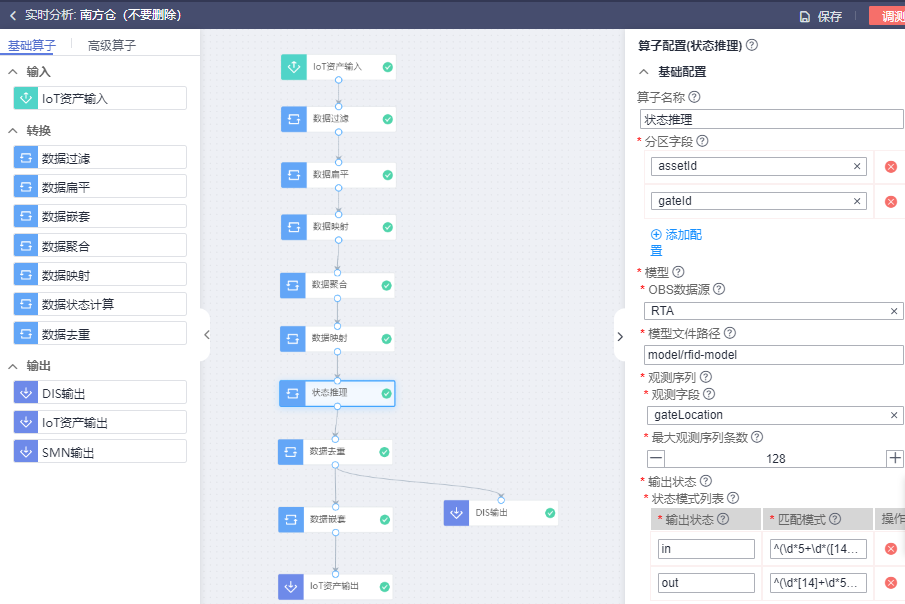 实时分析: 南方仓（不要删除）
保存
调测
基础算子
高级算子
输入
IoT资产输入
转换
数据过滤
数据扁平
数据嵌套
数据聚合
数据映射
数据状态计算
数据去重
输出
DIS输出
IoT资产输出
SMN输出
IoT资产输入
数据过滤
数据扁平
数据映射
数据聚合
数据映射
状态推理
数据去重
DIS输出
数据嵌套
IoT资产输出
算子配置(状态推理)
基础配置
算子名称
状态推理
* 分区字段
assetId
gateId
添加配
置
* 模型
* OBS数据源
RTA
* 模型文件路径
model/rfid-model
* 观测序列
* 观测字段
gateLocation
* 最大观测序列条数
128
* 输出状态
* 状态模式列表
* 输出状态
* 匹配模式
操作
in
^(\d*5+\d*([14...
out
^(\d*[14]+\d*5...